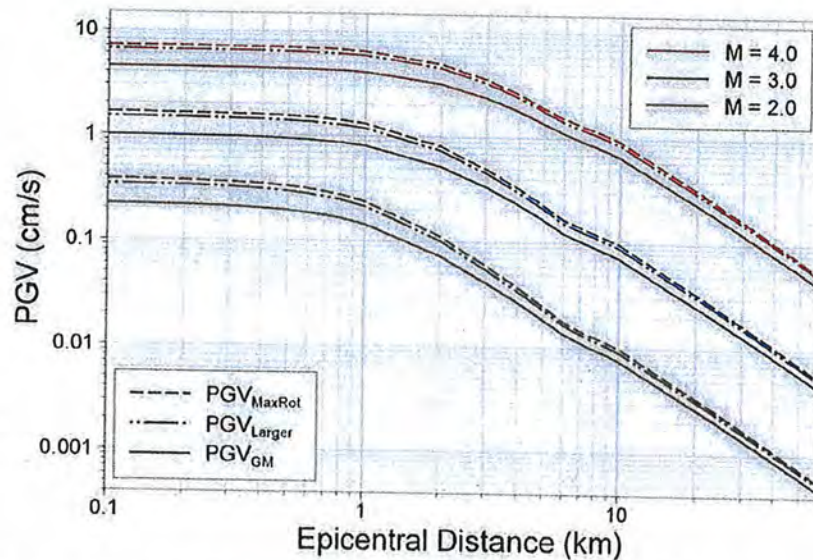 10
1
0.1
0.01
0.001
PGV (cm/s)
M = 4.0
M = 3.0
M = 2.0
PGV_MaxRot
PGV_Larger
PGV_GM
0.1
1
10
Epicentral Distance (km)